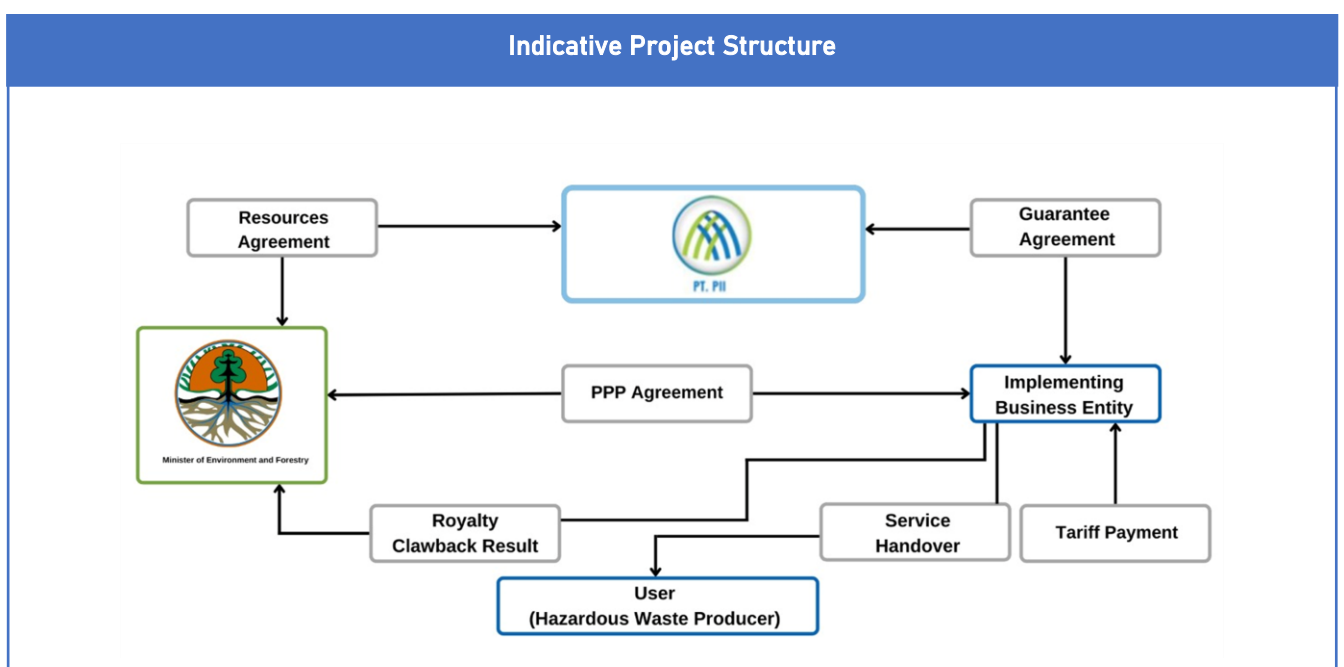 Indicative Project Structure
Resources
Agreement
PT. PII
Guarantee
Agreement
Minister of Environment and Forestry
PPP Agreement
Implementing
Business Entity
Royalty
Clawback Result
Service
Handover
Tariff Payment
User
(Hazardous Waste Producer)